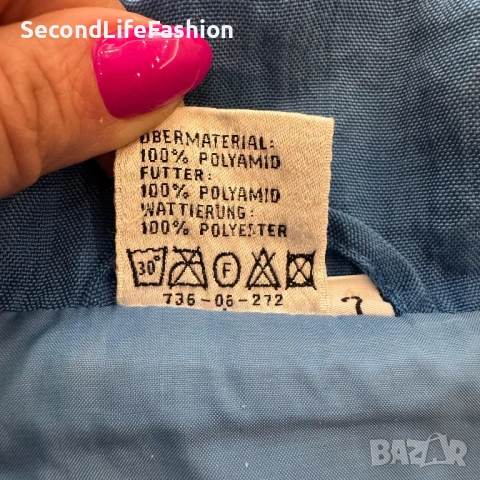 SecondLifeFashion
OBERMATERIAL:
100% POLYAMID
FUTTER:
100% POLYAMID
WATTIERUNG:
100% POLYESTER
30° F
736-06-272
BAZAR